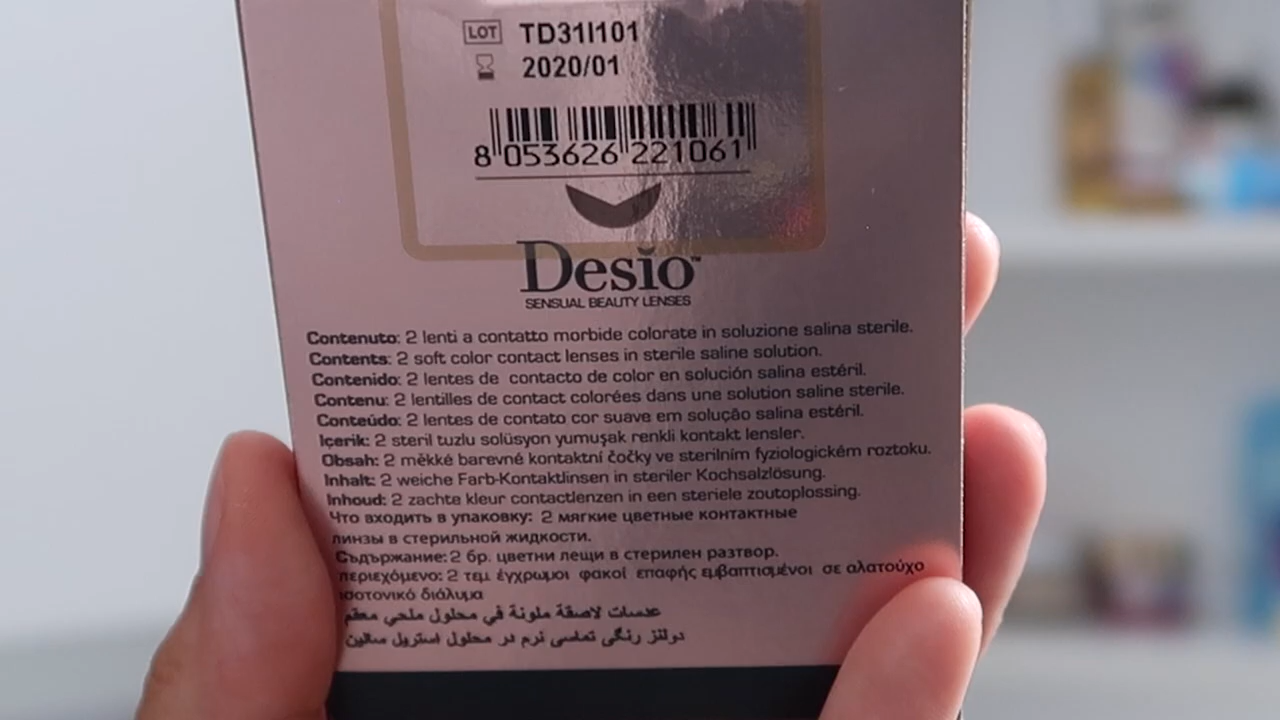 LOT TD31I101
2020/01
8 053626 221061
Desio™
SENSUAL BEAUTY LENSES
Contenuto: 2 lenti a contatto morbide colorate in soluzione salina sterile.
Contents: 2 soft color contact lenses in sterile saline solution.
Contenido: 2 lentes de contacto de color en solución salina estéril.
Contenu: 2 lentilles de contact colorées dans une solution saline sterile.
Conteúdo: 2 lentes de contato cor suave em solução salina estéril.
Içerik: 2 steril tuzlu solüsyon yumuşak renkli kontakt lensler.
Obsah: 2 měkké barevné kontaktní čočky ve sterilním fyziologickém roztoku.
Inhalt: 2 weiche Farb-Kontaktlinsen in steriler Kochsalzlösung.
Inhoud: 2 zachte kleur contactlenzen in een steriele zoutoplossing.
Что входить в упаковку: 2 мягкие цветные контактные
линзы в стерильной жидкости.
Съдържание: 2 бр. цветни лещи в стерилен разтвор.
περιεχόμενο: 2 τεμ. έγχρωμοι φακοί επαφής εμβαπτισμένοι σε αλατούχο
ισοτονικό διάλυμα
عدسات لاصقة ملونة في محلول ملحي معقم
دولنز رنگی تماسی نرم در محلول استریل سالین